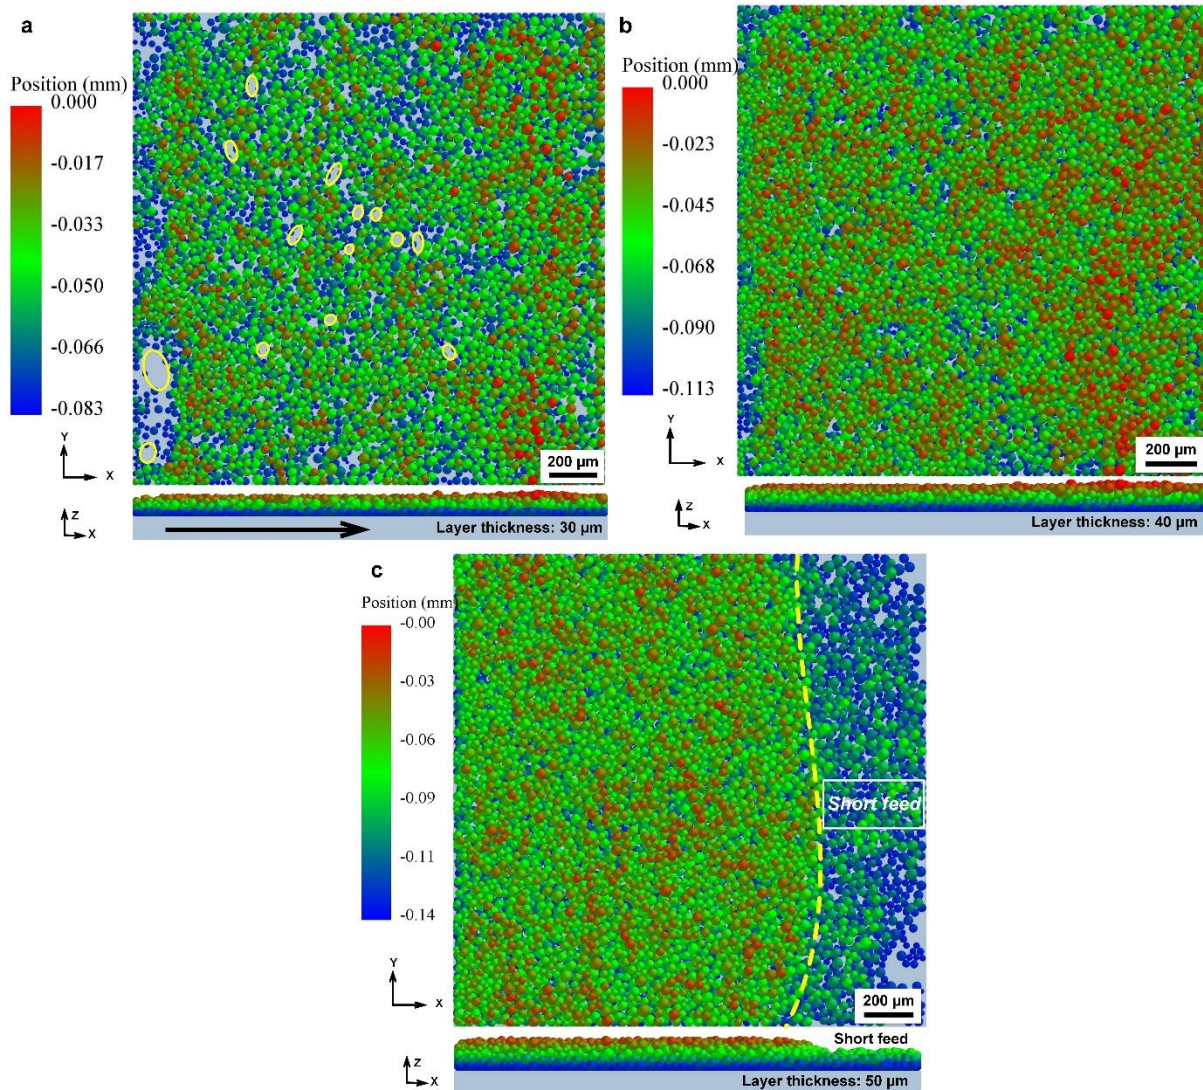 a
Position (mm)
0.000
-0.017
-0.033
-0.050
-0.066
-0.083
Y
X
200 µm
Z
X
Layer thickness: 30 µm
b
Position (mm)
0.000
-0.023
-0.045
-0.068
-0.090
-0.113
Y
X
200 µm
Z
X
Layer thickness: 40 µm
c
Position (mm)
-0.00
-0.03
-0.06
-0.09
-0.11
-0.14
Short feed
Y
X
200 µm
Short feed
Z
X
Layer thickness: 50 µm